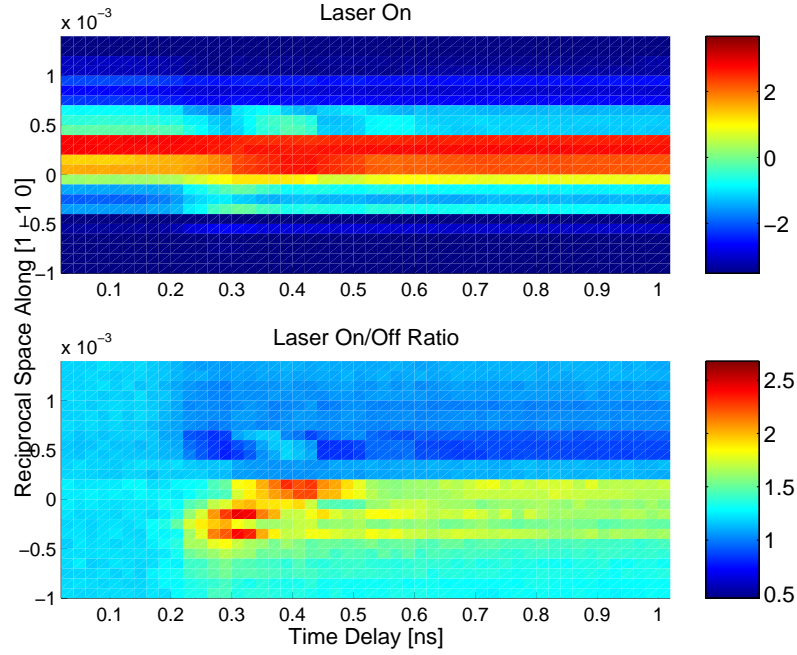 Laser On
x 10⁻³
1
0.5
0
−0.5
−1
0.1 0.2 0.3 0.4 0.5 0.6 0.7 0.8 0.9 1
2
0
−2
Reciprocal Space Along [1 −1 0]
Laser On/Off Ratio
x 10⁻³
1
0.5
0
−0.5
−1
0.1 0.2 0.3 0.4 0.5 0.6 0.7 0.8 0.9 1
Time Delay [ns]
2.5
2
1.5
1
0.5